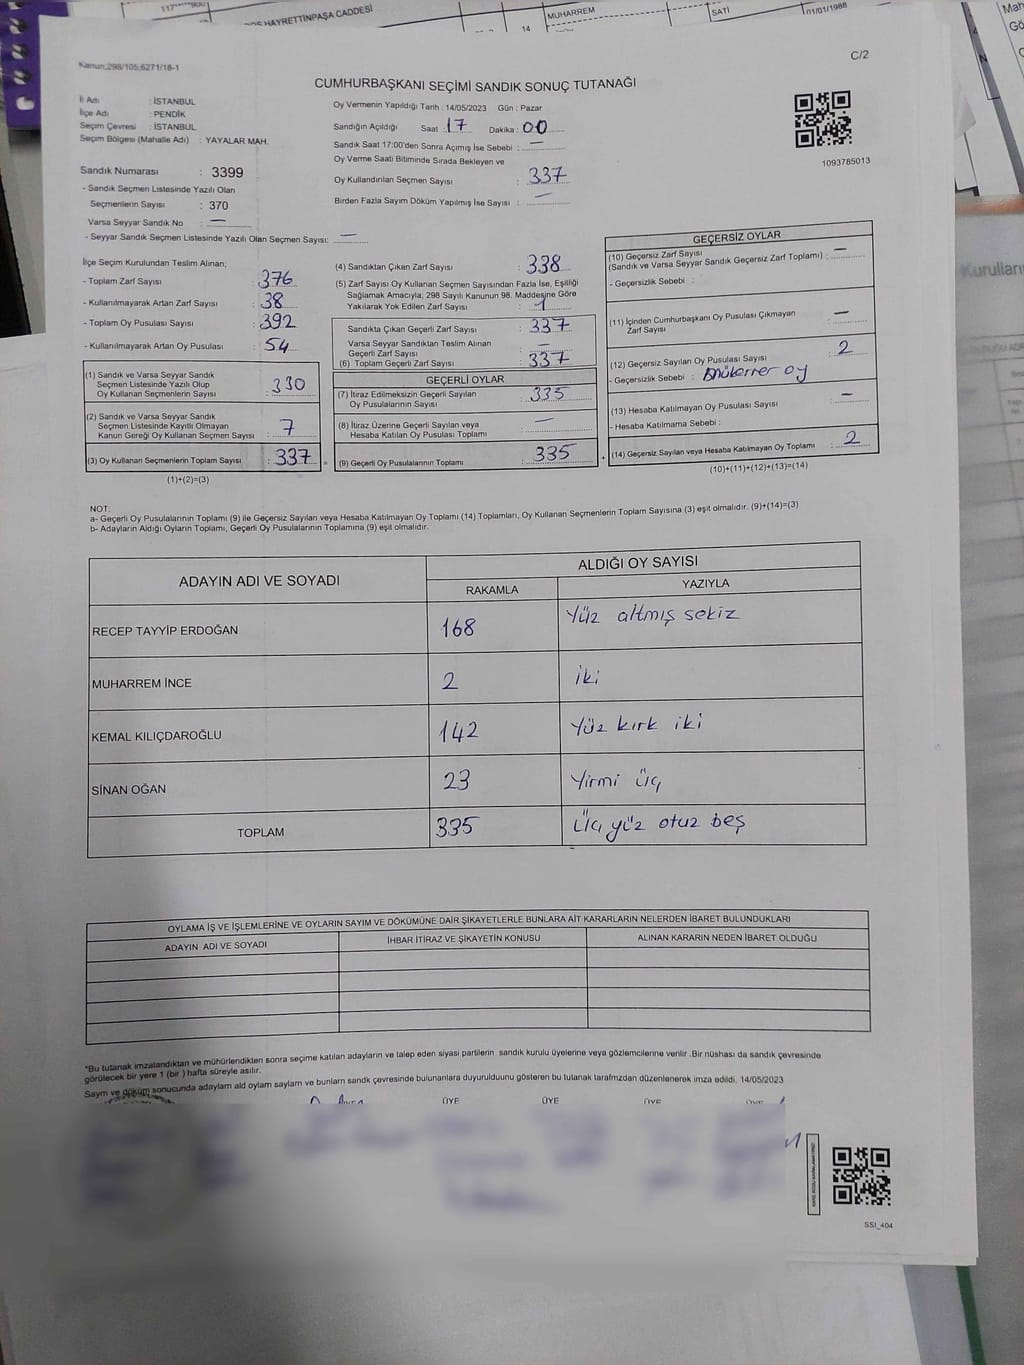 HAYRETTİNPAŞA CADDESİ
14
MUHARREM
SATI
01/01/1988
Kanun;298/105;6271/18-1
C/2
CUMHURBAŞKANI SEÇİMİ SANDIK SONUÇ TUTANAĞI
İl Adı : İSTANBUL
İlçe Adı : PENDİK
Seçim Çevresi : İSTANBUL
Seçim Bölgesi (Mahalle Adı) : YAYALAR MAH.
Sandık Numarası : 3399
- Sandık Seçmen Listesinde Yazılı Olan
Seçmenlerin Sayısı : 370
Varsa Seyyar Sandık No : —
- Seyyar Sandık Seçmen Listesinde Yazılı Olan Seçmen Sayısı: —
Oy Vermenin Yapıldığı Tarih : 14/05/2023 Gün : Pazar
Sandığın Açıldığı Saat : 17 Dakika : 00
Sandık Saat 17:00'den Sonra Açımış İse Sebebi : —
Oy Verme Saati Bitiminde Sırada Bekleyen ve
Oy Kullandırılan Seçmen Sayısı : 337
Birden Fazla Sayım Döküm Yapılmış İse Sayısı : —
1093785013
İlçe Seçim Kurulundan Teslim Alınan;
- Toplam Zarf Sayısı : 376
- Kullanılmayarak Artan Zarf Sayısı : 38
- Toplam Oy Pusulası Sayısı : 392
- Kullanılmayarak Artan Oy Pusulası : 54
(1) Sandık ve Varsa Seyyar Sandık
Seçmen Listesinde Yazılı Olup
Oy Kullanan Seçmenlerin Sayısı : 330
(2) Sandık ve Varsa Seyyar Sandık
Seçmen Listesinde Kayıtlı Olmayan
Kanun Gereği Oy Kullanan Seçmen Sayısı : 7
(3) Oy Kullanan Seçmenlerin Toplam Sayısı : 337
(1)+(2)=(3)
(4) Sandıktan Çıkan Zarf Sayısı : 338
(5) Zarf Sayısı Oy Kullanan Seçmen Sayısından Fazla İse, Eşitliği
Sağlamak Amacıyla; 298 Sayılı Kanunun 98. Maddesine Göre
Yakılarak Yok Edilen Zarf Sayısı : 1
Sandıkta Çıkan Geçerli Zarf Sayısı : 337
Varsa Seyyar Sandıktan Teslim Alınan
Geçerli Zarf Sayısı : —
(6) Toplam Geçerli Zarf Sayısı : 337
GEÇERLİ OYLAR
(7) İtiraz Edilmeksizin Geçerli Sayılan
Oy Pusulalarının Sayısı : 335
(8) İtiraz Üzerine Geçerli Sayılan veya
Hesaba Katılan Oy Pusulası Toplamı : —
(9) Geçerli Oy Pusulalarının Toplamı : 335
GEÇERSİZ OYLAR
(10) Geçersiz Zarf Sayısı
(Sandık ve Varsa Seyyar Sandık Geçersiz Zarf Toplamı) : —
- Geçersizlik Sebebi :
(11) İçinden Cumhurbaşkanı Oy Pusulası Çıkmayan
Zarf Sayısı : —
(12) Geçersiz Sayılan Oy Pusulası Sayısı : 2
- Geçersizlik Sebebi : Mükerrer oy
(13) Hesaba Katılmayan Oy Pusulası Sayısı : —
- Hesaba Katılmama Sebebi :
(14) Geçersiz Sayılan veya Hesaba Katılmayan Oy Toplamı : 2
(10)+(11)+(12)+(13)=(14)
NOT:
a- Geçerli Oy Pusulalarının Toplamı (9) ile Geçersiz Sayılan veya Hesaba Katılmayan Oy Toplamı (14) Toplamları, Oy Kullanan Seçmenlerin Toplam Sayısına (3) eşit olmalıdır. (9)+(14)=(3)
b- Adayların Aldığı Oyların Toplamı, Geçerli Oy Pusulalarının Toplamına (9) eşit olmalıdır.
ADAYIN ADI VE SOYADI
ALDIĞI OY SAYISI
RAKAMLA YAZIYLA
RECEP TAYYİP ERDOĞAN 168 Yüz altmış sekiz
MUHARREM İNCE 2 iki
KEMAL KILIÇDAROĞLU 142 Yüz kırk iki
SİNAN OĞAN 23 Yirmi üç
TOPLAM 335 Üç yüz otuz beş
OYLAMA İŞ VE İŞLEMLERİNE VE OYLARIN SAYIM VE DÖKÜMÜNE DAİR ŞİKAYETLERLE BUNLARA AİT KARARLARIN NELERDEN İBARET BULUNDUKLARI
ADAYIN ADI VE SOYADI İHBAR İTİRAZ VE ŞİKAYETİN KONUSU ALINAN KARARIN NEDEN İBARET OLDUĞU
*Bu tutanak imzalandıktan ve mühürlendikten sonra seçime katılan adayların ve talep eden siyasi partilerin sandık kurulu üyelerine veya gözlemcilerine verilir .Bir nüshası da sandık çevresinde
görülecek bir yere 1 (bir ) hafta süreyle asılır.
Sayım ve döküm sonucunda adayların ald oyların sayıları ve bunların sandk çevresinde bulunanlara duyurulduunu gösteren bu tutanak tarafmzdan düzenlenerek imza edildi. 14/05/2023
ÜYE ÜYE ÜYE ÜYE
SSI_404